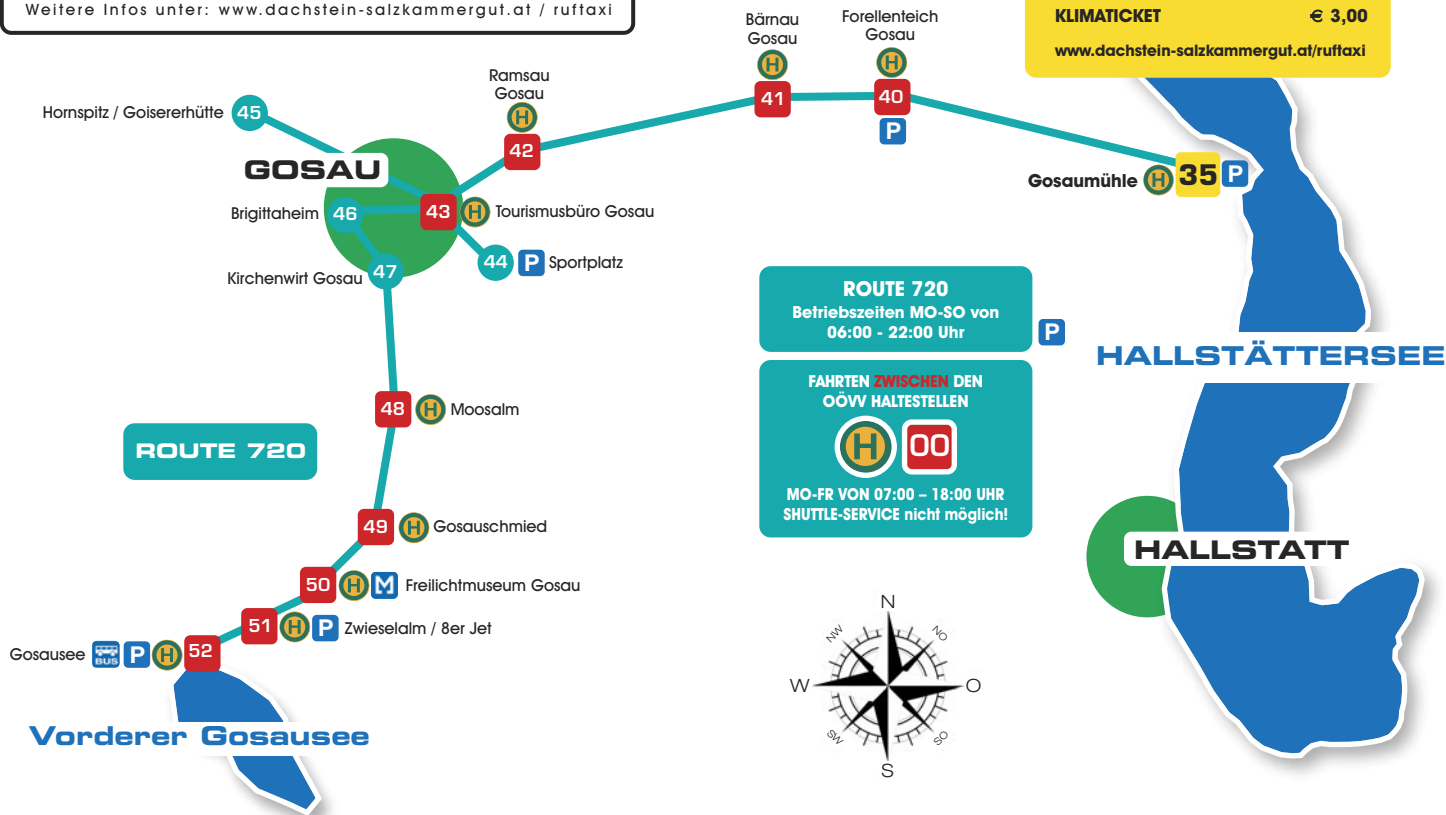 Weitere Infos unter: www.dachstein-salzkammergut.at / ruftaxi
KLIMATICKET € 3,00
www.dachstein-salzkammergut.at/ruftaxi
Bärnau
Gosau
H
41
Forellenteich
Gosau
H
40
P
Ramsau
Gosau
H
42
Hornspitz / Goisererhütte 45
GOSAU
Gosaumühle H 35 P
Brigittaheim 46
43 H Tourismusbüro Gosau
Kirchenwirt Gosau 47
44 P Sportplatz
ROUTE 720
Betriebszeiten MO-SO von
06:00 - 22:00 Uhr
P
HALLSTÄTTERSEE
FAHRTEN ZWISCHEN DEN
OÖVV HALTESTELLEN
H 00
MO-FR VON 07:00 – 18:00 UHR
SHUTTLE-SERVICE nicht möglich!
48 H Moosalm
ROUTE 720
49 H Gosauschmied
HALLSTATT
50 H M Freilichtmuseum Gosau
51 H P Zwieselalm / 8er Jet
Gosausee BUS P H 52
Vorderer Gosausee
N
NW
NO
W
O
SW
SO
S